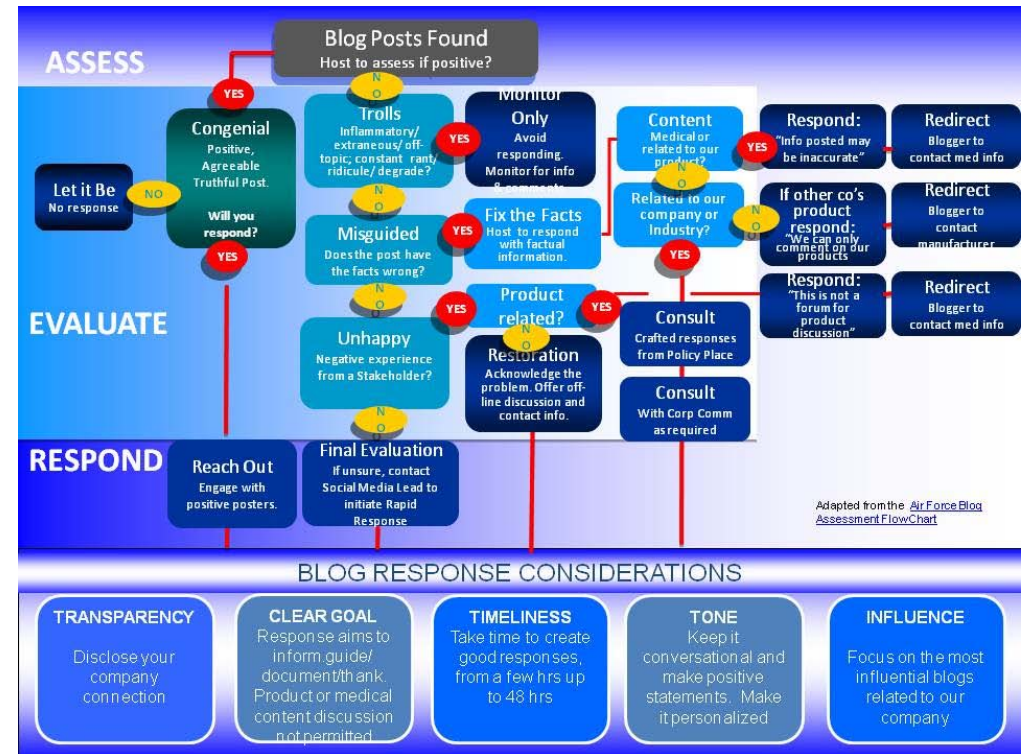 ASSESS
Blog Posts Found
Host to assess if positive?
YES
NO
Congenial
Positive,
Agreeable
Truthful Post.
Will you
respond?
Let it Be
No response
NO
YES
Trolls
Inflammatory/
extraneous/ off-
topic; constant rant/
ridicule/ degrade?
YES
Monitor
Only
Avoid
responding.
Monitor for info
& comments
NO
Misguided
Does the post have
the facts wrong?
YES
Fix the Facts
Host to respond
with factual
information.
Content
Medical or
related to our
product?
YES
Respond:
"Info posted may
be inaccurate"
Redirect
Blogger to
contact med info
NO
Related to our
company or
Industry?
NO
If other co's
product
respond:
"We can only
comment on our
products
Redirect
Blogger to
contact
manufacturer
YES
EVALUATE
NO
Unhappy
Negative experience
from a Stakeholder?
YES
Product
related?
YES
Respond:
"This is not a
forum for
product
discussion"
Redirect
Blogger to
contact med info
NO
Restoration
Acknowledge the
problem. Offer off-
line discussion and
contact info.
Consult
Crafted responses
from Policy Place
Consult
With Corp Comm
as required
NO
RESPOND
Reach Out
Engage with
positive posters.
Final Evaluation
If unsure, contact
Social Media Lead to
initiate Rapid
Response
Adapted from the Air Force Blog
Assessment FlowChart
BLOG RESPONSE CONSIDERATIONS
TRANSPARENCY
Disclose your
company
connection
CLEAR GOAL
Response aims to
inform.guide/
document/thank.
Product or medical
content discussion
not permitted
TIMELINESS
Take time to create
good responses,
from a few hrs up
to 48 hrs
TONE
Keep it
conversational and
make positive
statements. Make
it personalized
INFLUENCE
Focus on the most
influential blogs
related to our
company